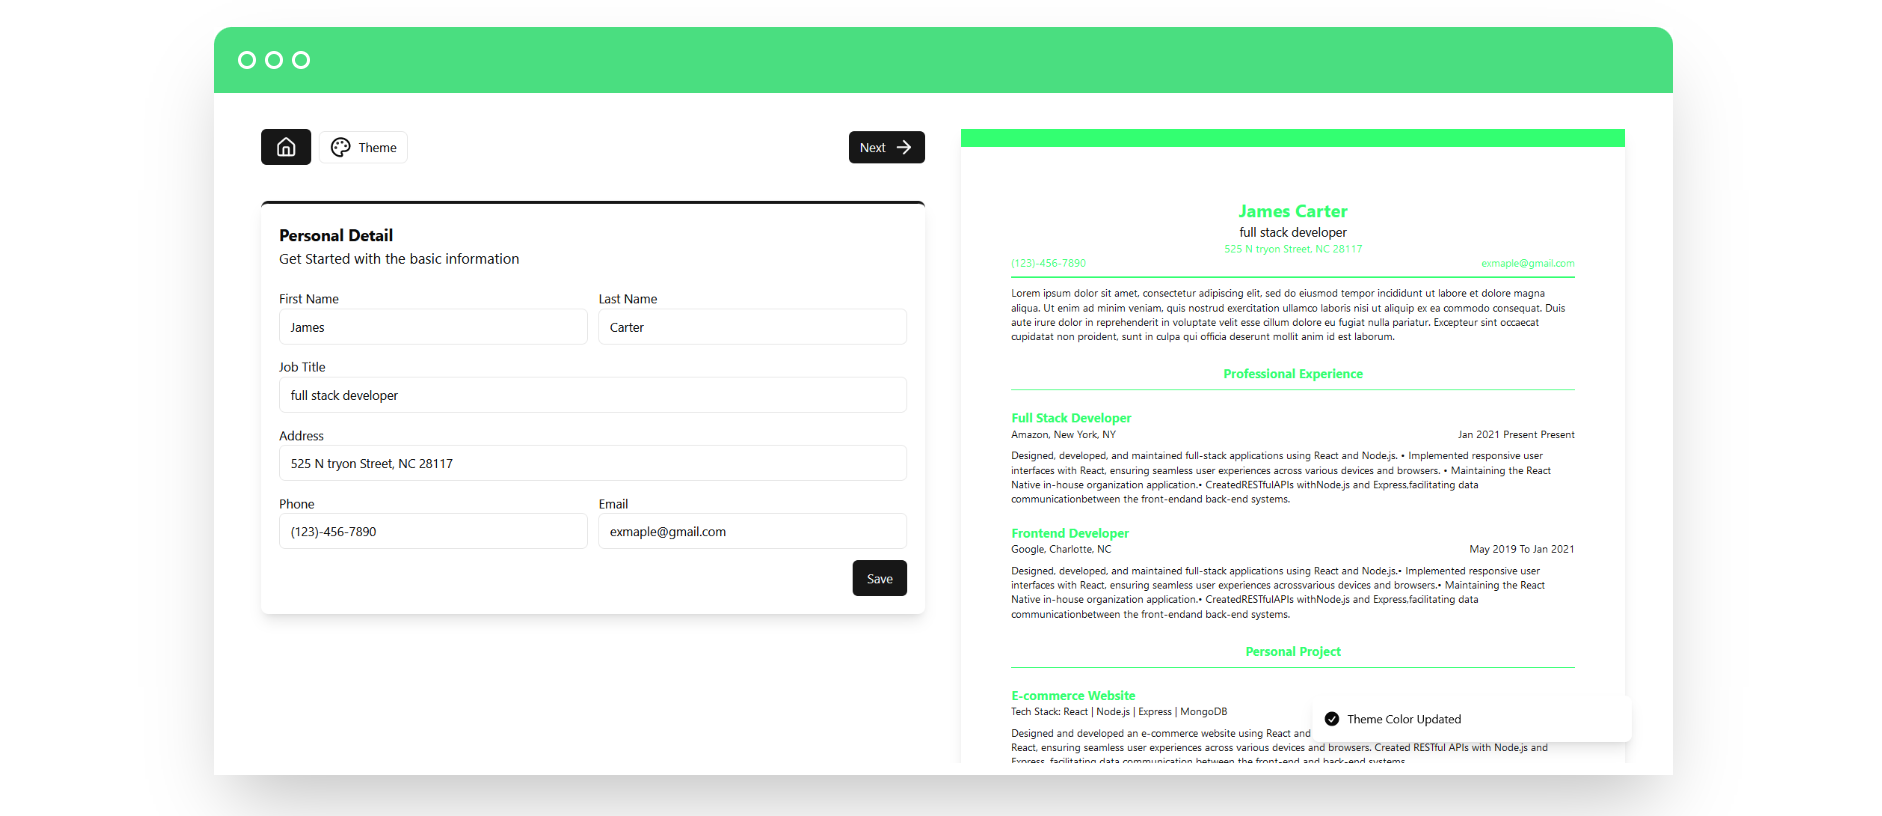 Theme
Next
Personal Detail
Get Started with the basic information
First Name
Last Name
James
Carter
Job Title
full stack developer
Address
525 N tryon Street, NC 28117
Phone
Email
(123)-456-7890
exmaple@gmail.com
Save
James Carter
full stack developer
525 N tryon Street, NC 28117
(123)-456-7890
exmaple@gmail.com
Lorem ipsum dolor sit amet, consectetur adipiscing elit, sed do eiusmod tempor incididunt ut labore et dolore magna
aliqua. Ut enim ad minim veniam, quis nostrud exercitation ullamco laboris nisi ut aliquip ex ea commodo consequat. Duis
aute irure dolor in reprehenderit in voluptate velit esse cillum dolore eu fugiat nulla pariatur. Excepteur sint occaecat
cupidatat non proident, sunt in culpa qui officia deserunt mollit anim id est laborum.
Professional Experience
Full Stack Developer
Amazon, New York, NY
Jan 2021 Present Present
Designed, developed, and maintained full-stack applications using React and Node.js. • Implemented responsive user
interfaces with React, ensuring seamless user experiences across various devices and browsers. • Maintaining the React
Native in-house organization application.• CreatedRESTfulAPIs withNode.js and Express,facilitating data
communicationbetween the front-endand back-end systems.
Frontend Developer
Google, Charlotte, NC
May 2019 To Jan 2021
Designed, developed, and maintained full-stack applications using React and Node.js.• Implemented responsive user
interfaces with React, ensuring seamless user experiences acrossvarious devices and browsers.• Maintaining the React
Native in-house organization application.• CreatedRESTfulAPIs withNode.js and Express,facilitating data
communicationbetween the front-endand back-end systems.
Personal Project
E-commerce Website
Tech Stack: React | Node.js | Express | MongoDB
Designed and developed an e-commerce website using React and
React, ensuring seamless user experiences across various devices and browsers. Created RESTful APIs with Node.js and
Express, facilitating data communication between the front-end and back-end systems.
Theme Color Updated